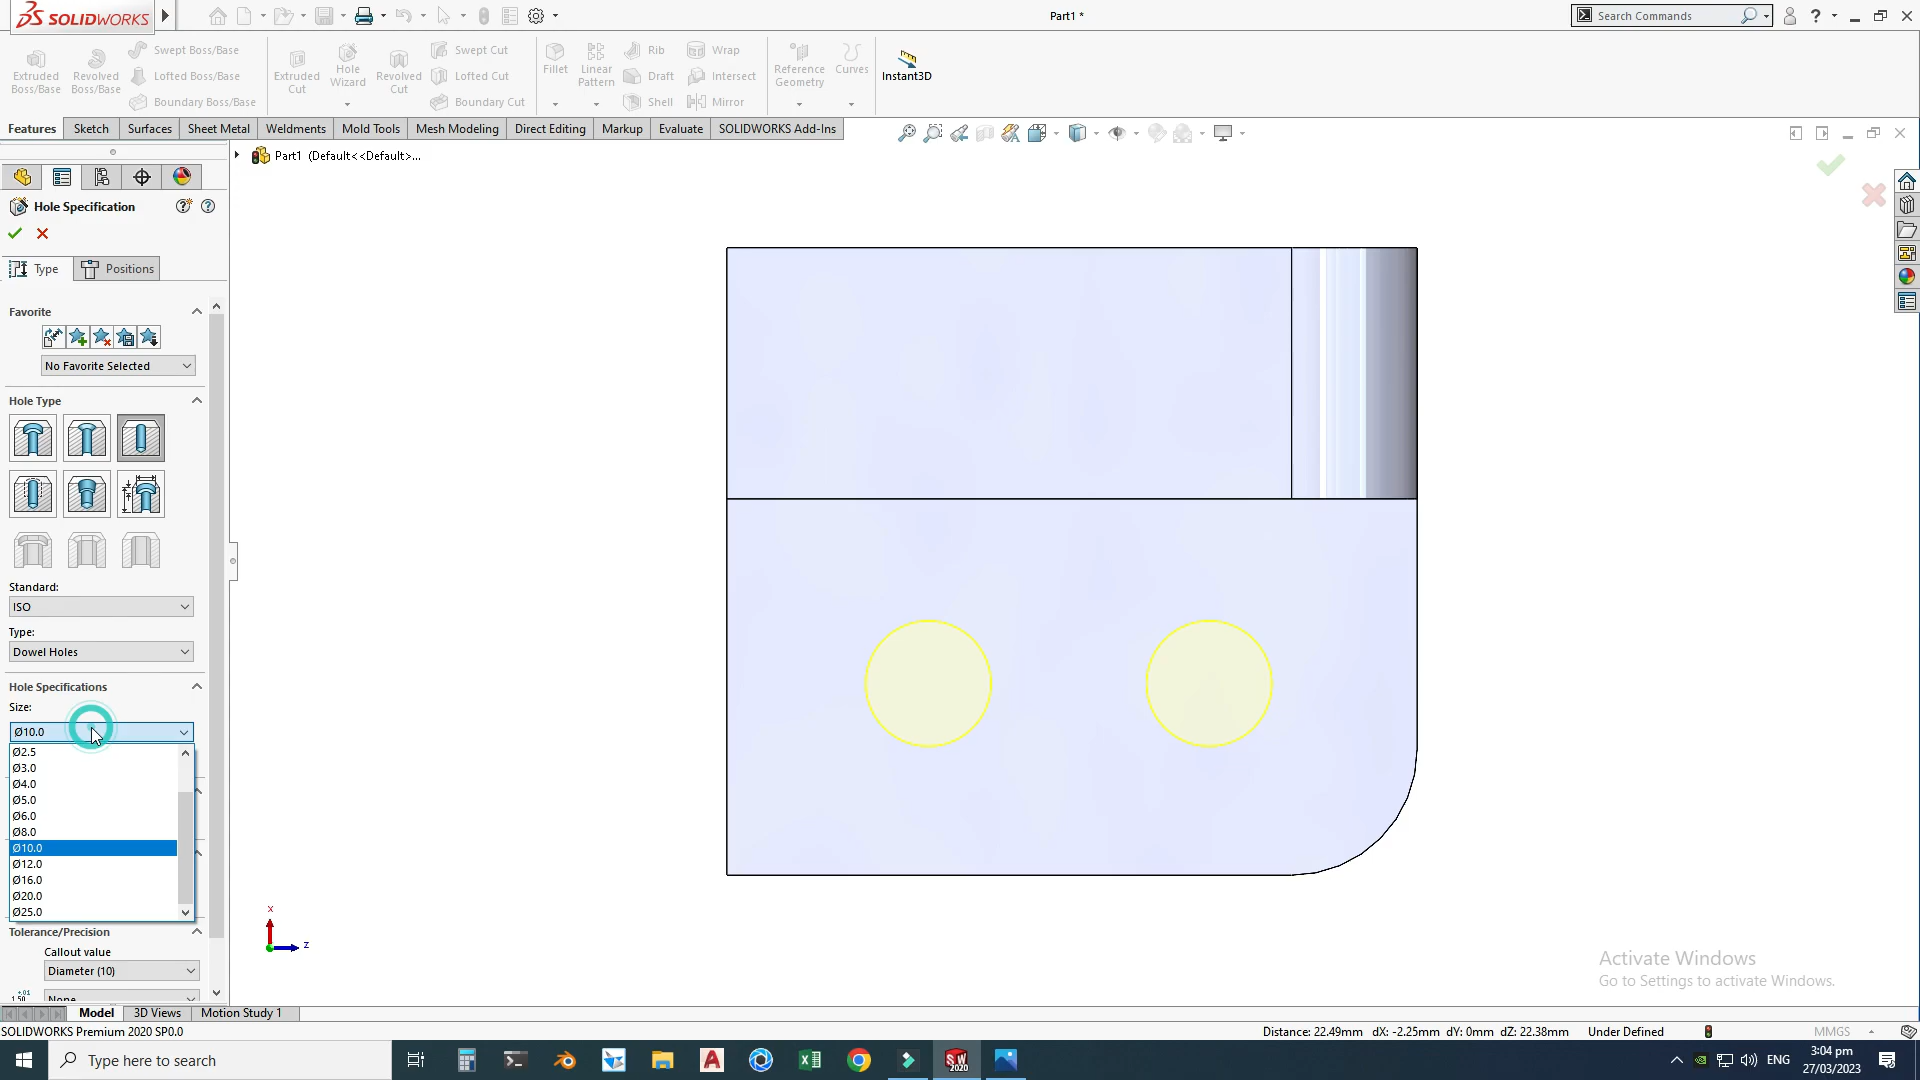 SOLIDWORKS
Part1 *
Search Commands
Extruded Boss/Base
Revolved Boss/Base
Swept Boss/Base
Lofted Boss/Base
Boundary Boss/Base
Extruded Cut
Hole Wizard
Revolved Cut
Swept Cut
Lofted Cut
Boundary Cut
Fillet
Linear Pattern
Rib
Draft
Shell
Wrap
Intersect
Mirror
Reference Geometry
Curves
Instant3D
Features
Sketch
Surfaces
Sheet Metal
Weldments
Mold Tools
Mesh Modeling
Direct Editing
Markup
Evaluate
SOLIDWORKS Add-Ins
Part1 (Default<<Default>...
Hole Specification
Type
Positions
Favorite
No Favorite Selected
Hole Type
Standard:
ISO
Type:
Dowel Holes
Hole Specifications
Size:
Ø10.0
Ø2.5
Ø3.0
Ø4.0
Ø5.0
Ø6.0
Ø8.0
Ø10.0
Ø12.0
Ø16.0
Ø20.0
Ø25.0
Tolerance/Precision
Callout value
Diameter (10)
None
x
z
Activate Windows
Go to Settings to activate Windows.
Model
3D Views
Motion Study 1
SOLIDWORKS Premium 2020 SP0.0
Distance: 22.49mm dX: -2.25mm dY: 0mm dZ: 22.38mm
Under Defined
MMGS
Type here to search
ENG
3:04 pm
27/03/2023